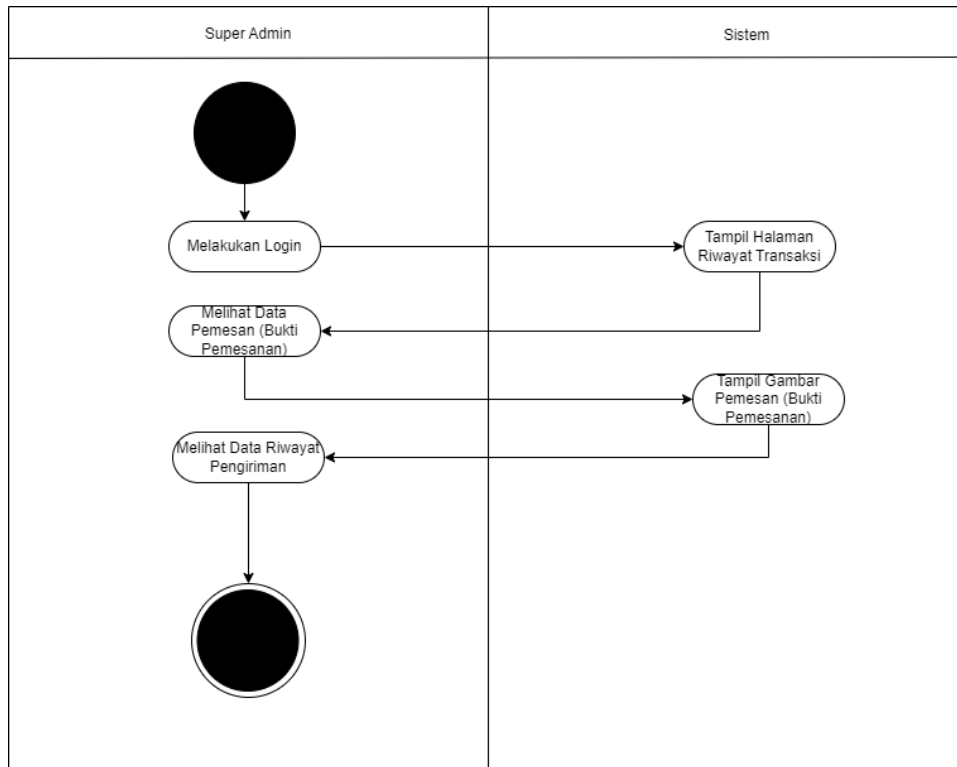 Super Admin
Sistem
Melakukan Login
Tampil Halaman
Riwayat Transaksi
Melihat Data
Pemesan (Bukti
Pemesanan)
Tampil Gambar
Pemesan (Bukti
Pemesanan)
Melihat Data Riwayat
Pengiriman